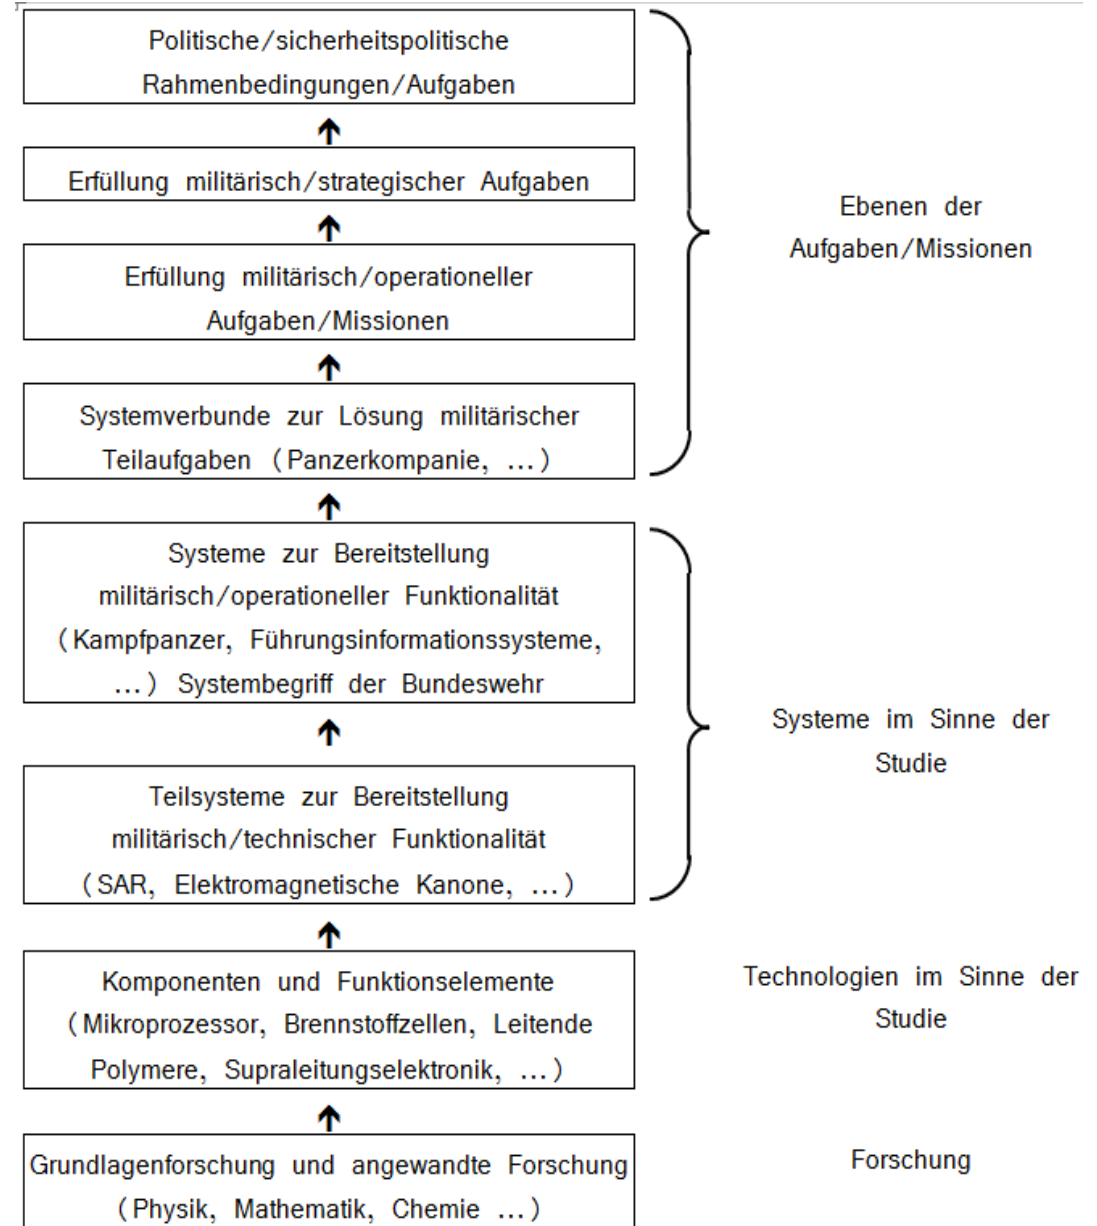 Politische/sicherheitspolitische
Rahmenbedingungen/Aufgaben
Erfüllung militärisch/strategischer Aufgaben
Erfüllung militärisch/operationeller
Aufgaben/Missionen
Systemverbunde zur Lösung militärischer
Teilaufgaben (Panzerkompanie, ...)
Ebenen der
Aufgaben/Missionen
Systeme zur Bereitstellung
militärisch/operationeller Funktionalität
(Kampfpanzer, Führungsinformationssysteme,
...) Systembegriff der Bundeswehr
Teilsysteme zur Bereitstellung
militärisch/technischer Funktionalität
(SAR, Elektromagnetische Kanone, ...)
Systeme im Sinne der
Studie
Komponenten und Funktionselemente
(Mikroprozessor, Brennstoffzellen, Leitende
Polymere, Supraleitungselektronik, ...)
Technologien im Sinne der
Studie
Grundlagenforschung und angewandte Forschung
(Physik, Mathematik, Chemie ...)
Forschung